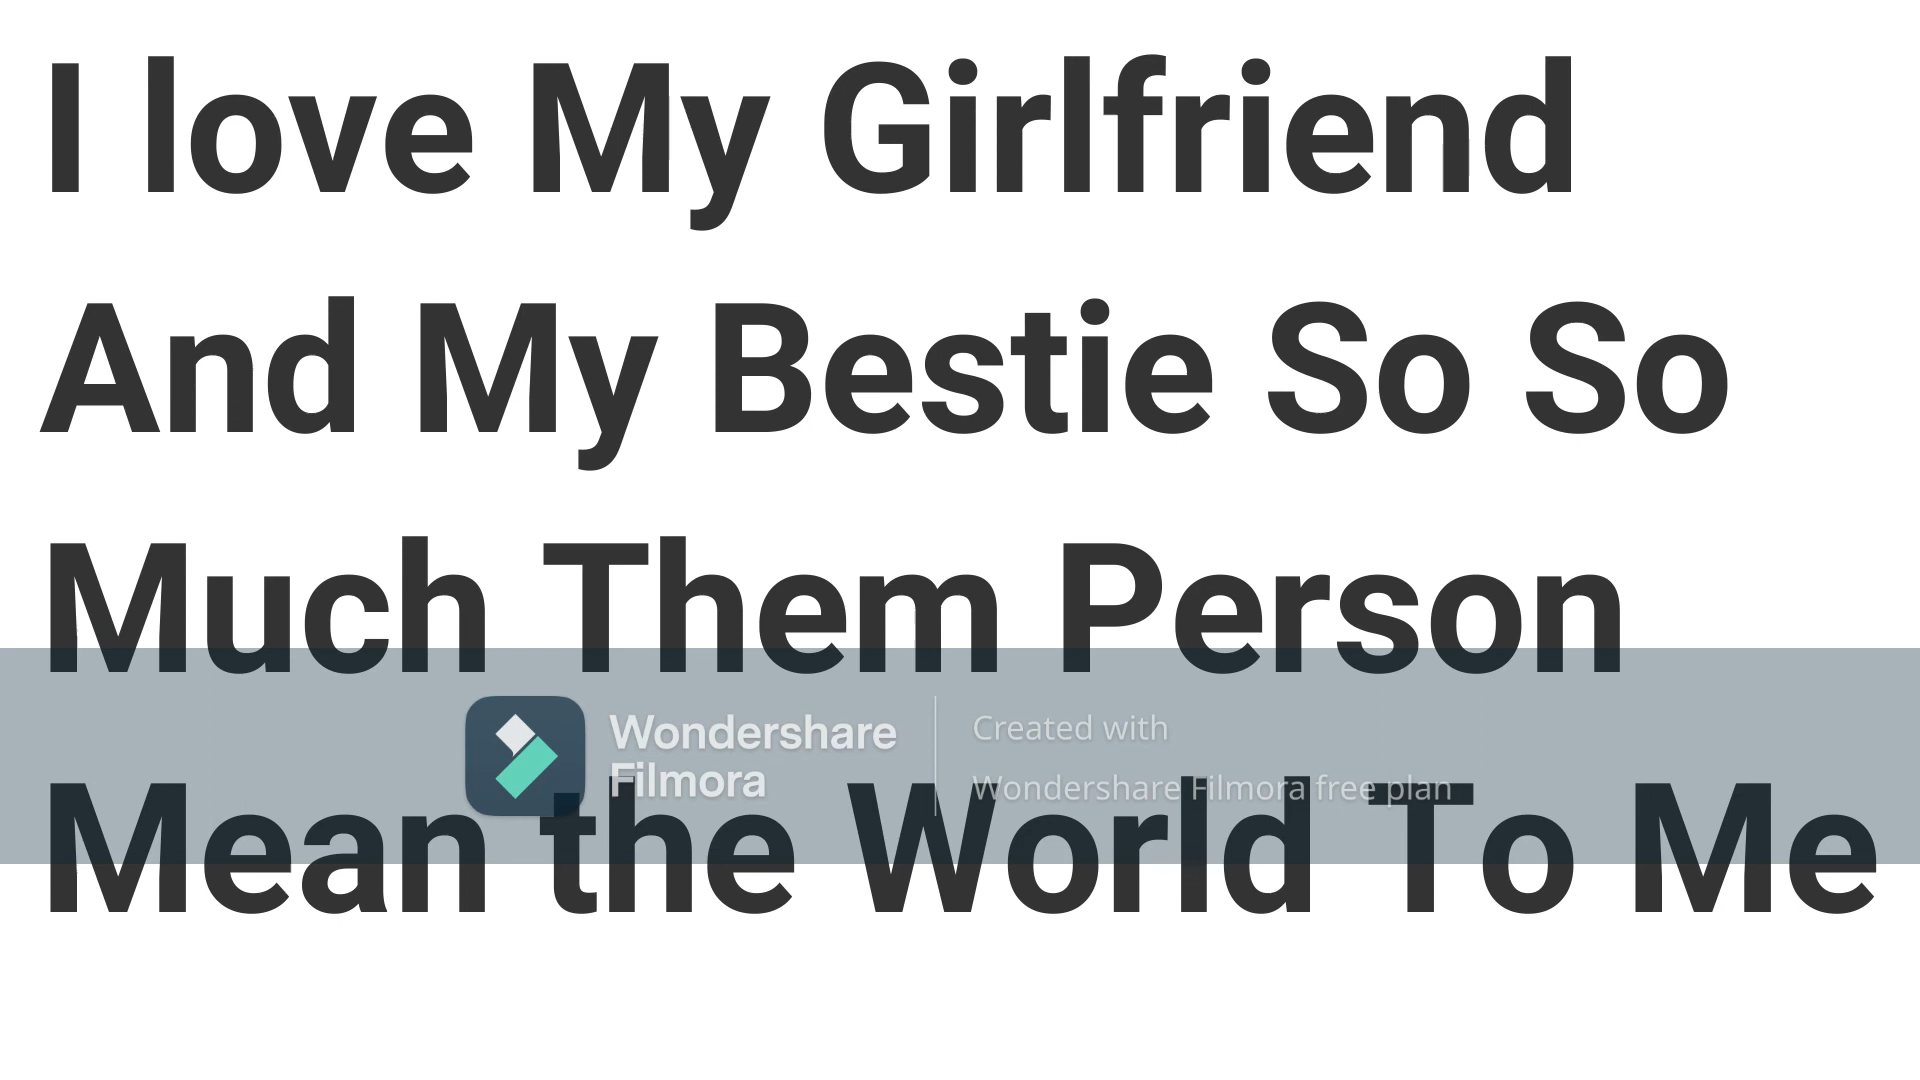 I love My Girlfriend
And My Bestie So So
Much Them Person
Wondershare
Filmora
Created with
Wondershare Filmora free plan
Mean the World To Me